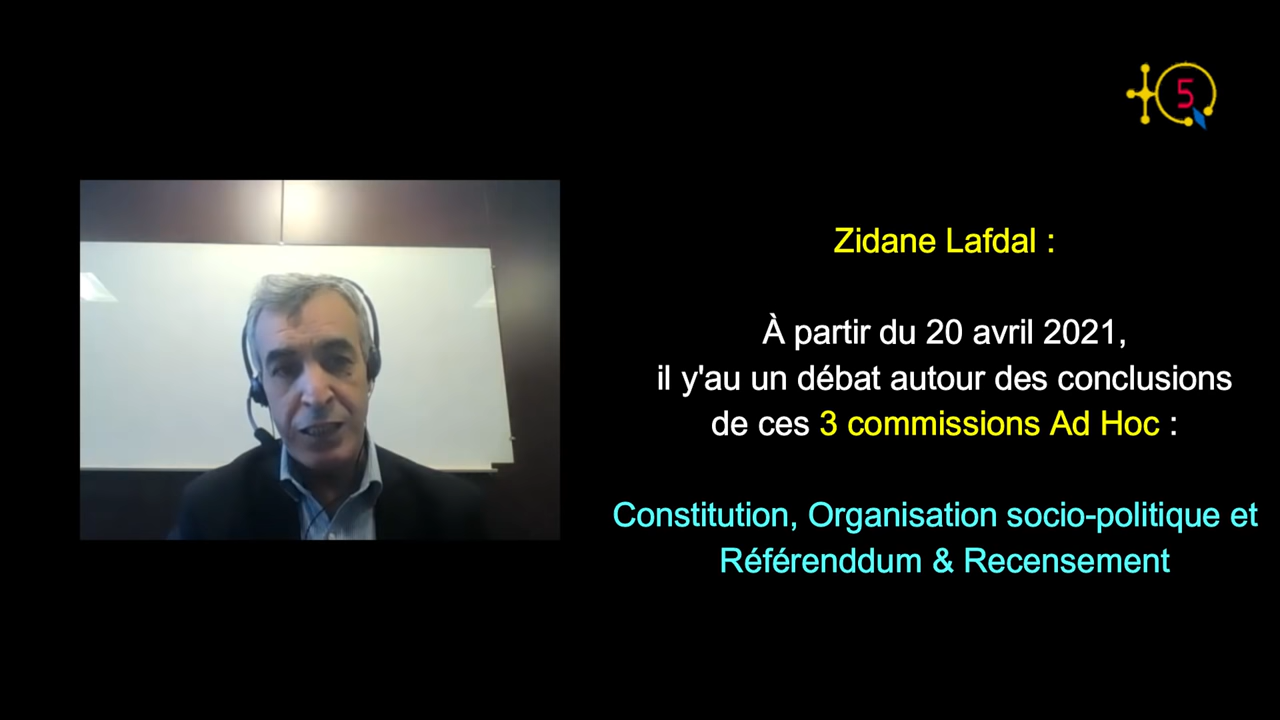 5
Zidane Lafdal :
À partir du 20 avril 2021,
il y'au un débat autour des conclusions
de ces 3 commissions Ad Hoc :
Constitution, Organisation socio-politique et
Référenddum & Recensement